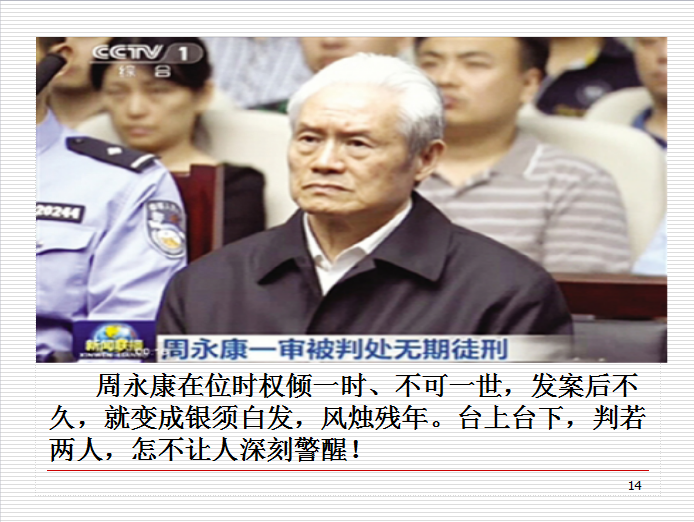 CCTV 1
综合
20244
新闻联播
周永康一审被判处无期徒刑
周永康在位时权倾一时、不可一世，发案后不
久，就变成银须白发，风烛残年。台上台下，判若
两人，怎不让人深刻警醒！
14